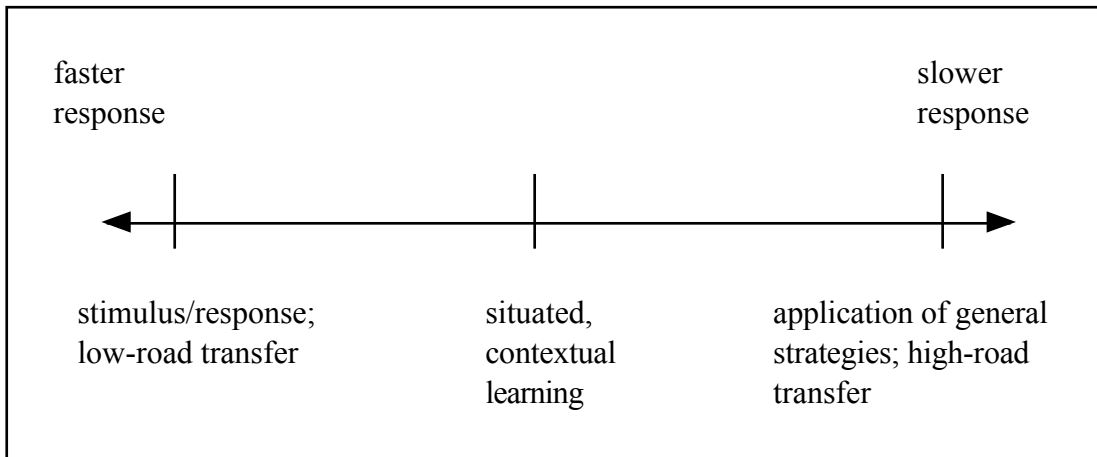 faster
response
slower
response
stimulus/response;
low-road transfer
situated,
contextual
learning
application of general
strategies; high-road
transfer